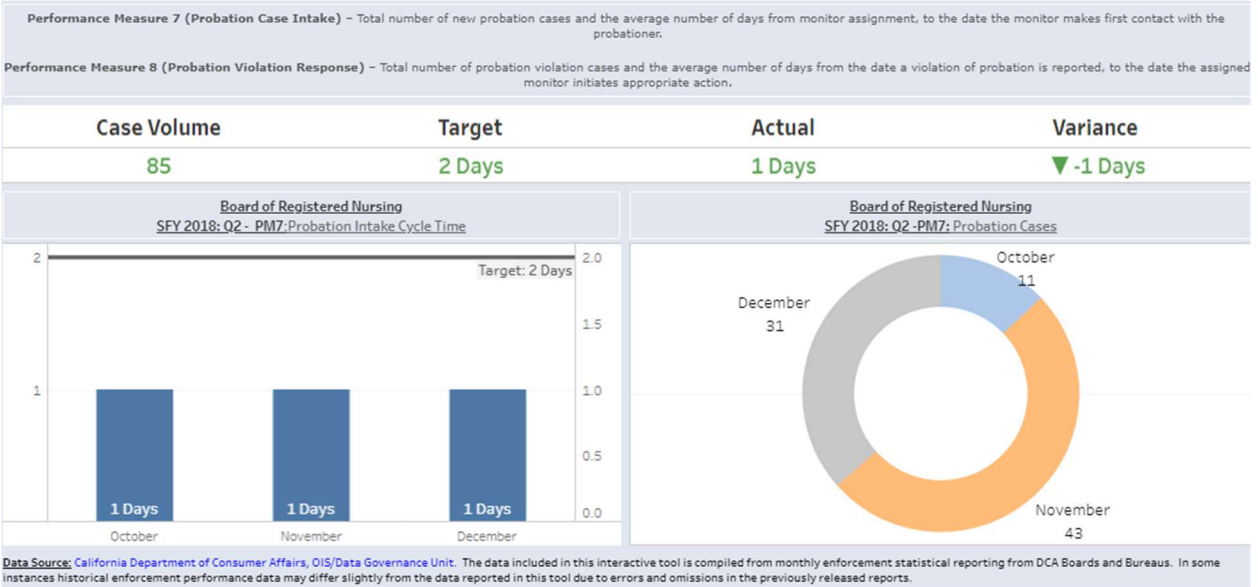 Performance Measure 7 (Probation Case Intake) – Total number of new probation cases and the average number of days from monitor assignment, to the date the monitor makes first contact with the
probationer.
Performance Measure 8 (Probation Violation Response) – Total number of probation violation cases and the average number of days from the date a violation of probation is reported, to the date the assigned
monitor initiates appropriate action.
Case Volume Target Actual Variance
85 2 Days 1 Days ▼ -1 Days
Board of Registered Nursing
SFY 2018: Q2 - PM7:Probation Intake Cycle Time
2 2.0
Target: 2 Days
1.5
1 1.0
0.5
1 Days 1 Days 1 Days
0.0
October November December
Board of Registered Nursing
SFY 2018: Q2 -PM7: Probation Cases
October
11
December
31
November
43
Data Source: California Department of Consumer Affairs, OIS/Data Governance Unit. The data included in this interactive tool is compiled from monthly enforcement statistical reporting from DCA Boards and Bureaus. In some
instances historical enforcement performance data may differ slightly from the data reported in this tool due to errors and omissions in the previously released reports.